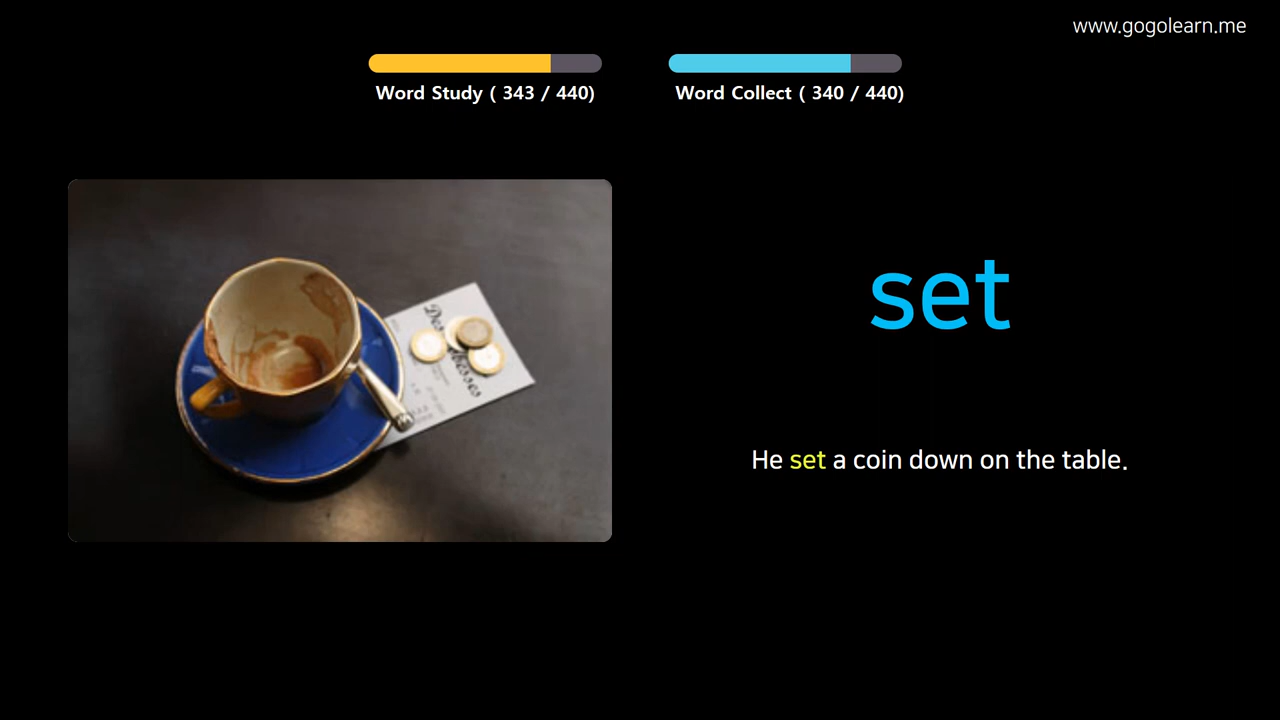 www.gogolearn.me
Word Study ( 343 / 440)
Word Collect ( 340 / 440)
set
He set a coin down on the table.